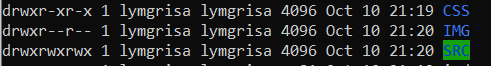 drwxr-xr-x 1 lymgrisa lymgrisa 4096 Oct 10 21:19 CSS
drwxr--r-- 1 lymgrisa lymgrisa 4096 Oct 10 21:20 IMG
drwxrwxrwx 1 lymgrisa lymgrisa 4096 Oct 10 21:20 SRC